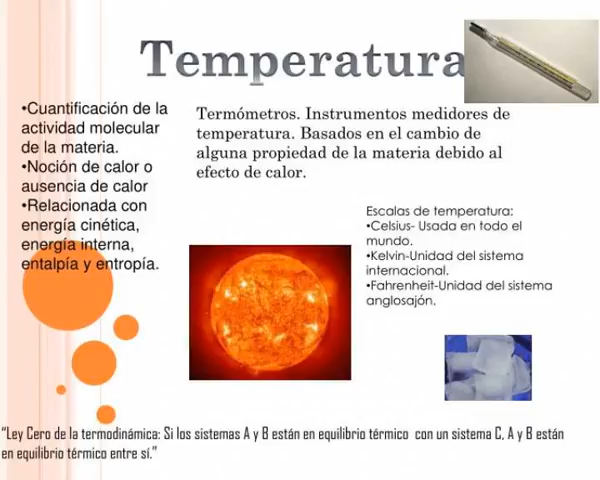 Temperatura
•Cuantificación de la
actividad molecular
de la materia.
•Noción de calor o
ausencia de calor
•Relacionada con
energía cinética,
energía interna,
entalpía y entropía.
Termómetros. Instrumentos medidores de
temperatura. Basados en el cambio de
alguna propiedad de la materia debido al
efecto de calor.
Escalas de temperatura:
•Celsius- Usada en todo el
mundo.
•Kelvin-Unidad del sistema
internacional.
•Fahrenheit-Unidad del sistema
anglosajón.
“Ley Cero de la termodinámica: Si los sistemas A y B están en equilibrio térmico  con un sistema C, A y B están
en equilibrio térmico entre sí.”